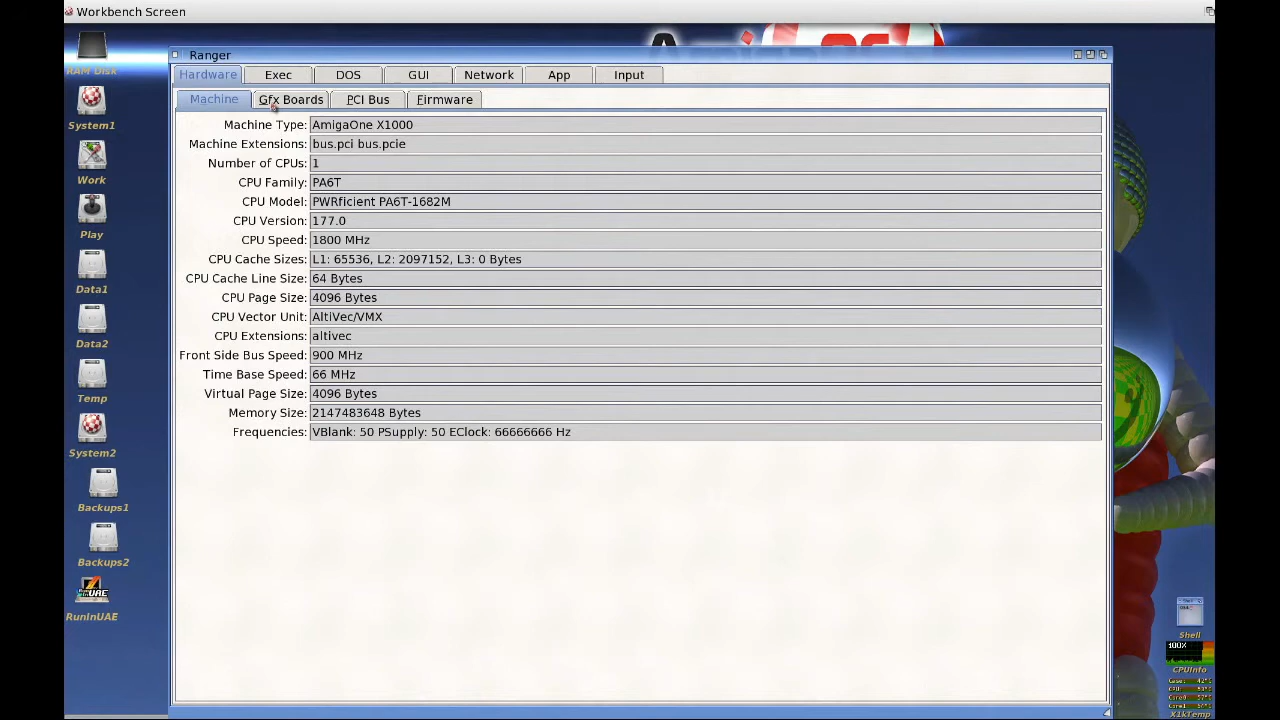 Workbench Screen
Ranger
Hardware Exec DOS GUI Network App Input
Machine Gfx Boards PCI Bus Firmware
Machine Type: AmigaOne X1000
Machine Extensions: bus.pci bus.pcie
Number of CPUs: 1
CPU Family: PA6T
CPU Model: PWRficient PA6T-1682M
CPU Version: 177.0
CPU Speed: 1800 MHz
CPU Cache Sizes: L1: 65536, L2: 2097152, L3: 0 Bytes
CPU Cache Line Size: 64 Bytes
CPU Page Size: 4096 Bytes
CPU Vector Unit: AltiVec/VMX
CPU Extensions: altivec
Front Side Bus Speed: 900 MHz
Time Base Speed: 66 MHz
Virtual Page Size: 4096 Bytes
Memory Size: 2147483648 Bytes
Frequencies: VBlank: 50 PSupply: 50 EClock: 66666666 Hz
RAM Disk
System1
Work
Play
Data1
Data2
Temp
System2
Backups1
Backups2
RunInUAE
Shell
100%
CPUInfo
X1kTemp